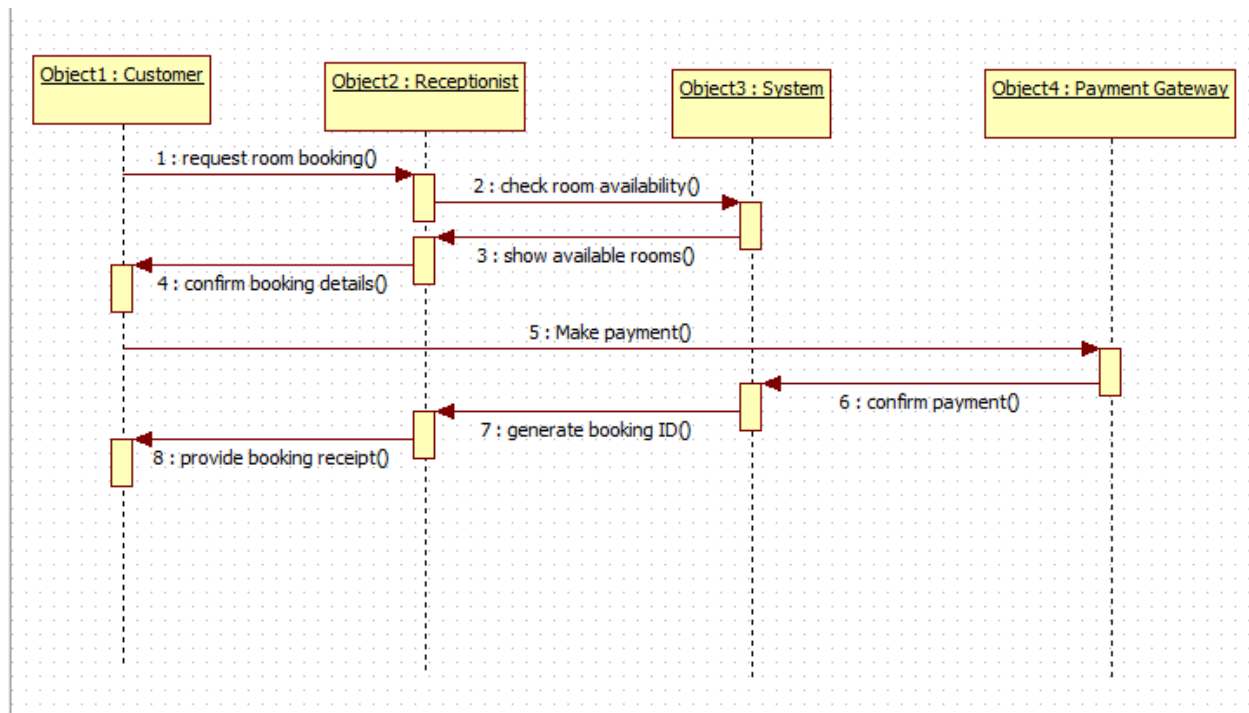 Object1 : Customer
Object2 : Receptionist
Object3 : System
Object4 : Payment Gateway
1 : request room booking()
2 : check room availability()
3 : show available rooms()
4 : confirm booking details()
5 : Make payment()
6 : confirm payment()
7 : generate booking ID()
8 : provide booking receipt()